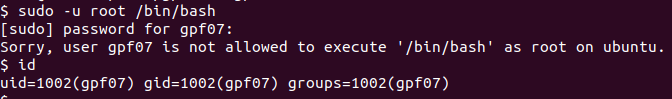 $ sudo -u root /bin/bash
[sudo] password for gpf07:
Sorry, user gpf07 is not allowed to execute '/bin/bash' as root on ubuntu.
$ id
uid=1002(gpf07) gid=1002(gpf07) groups=1002(gpf07)